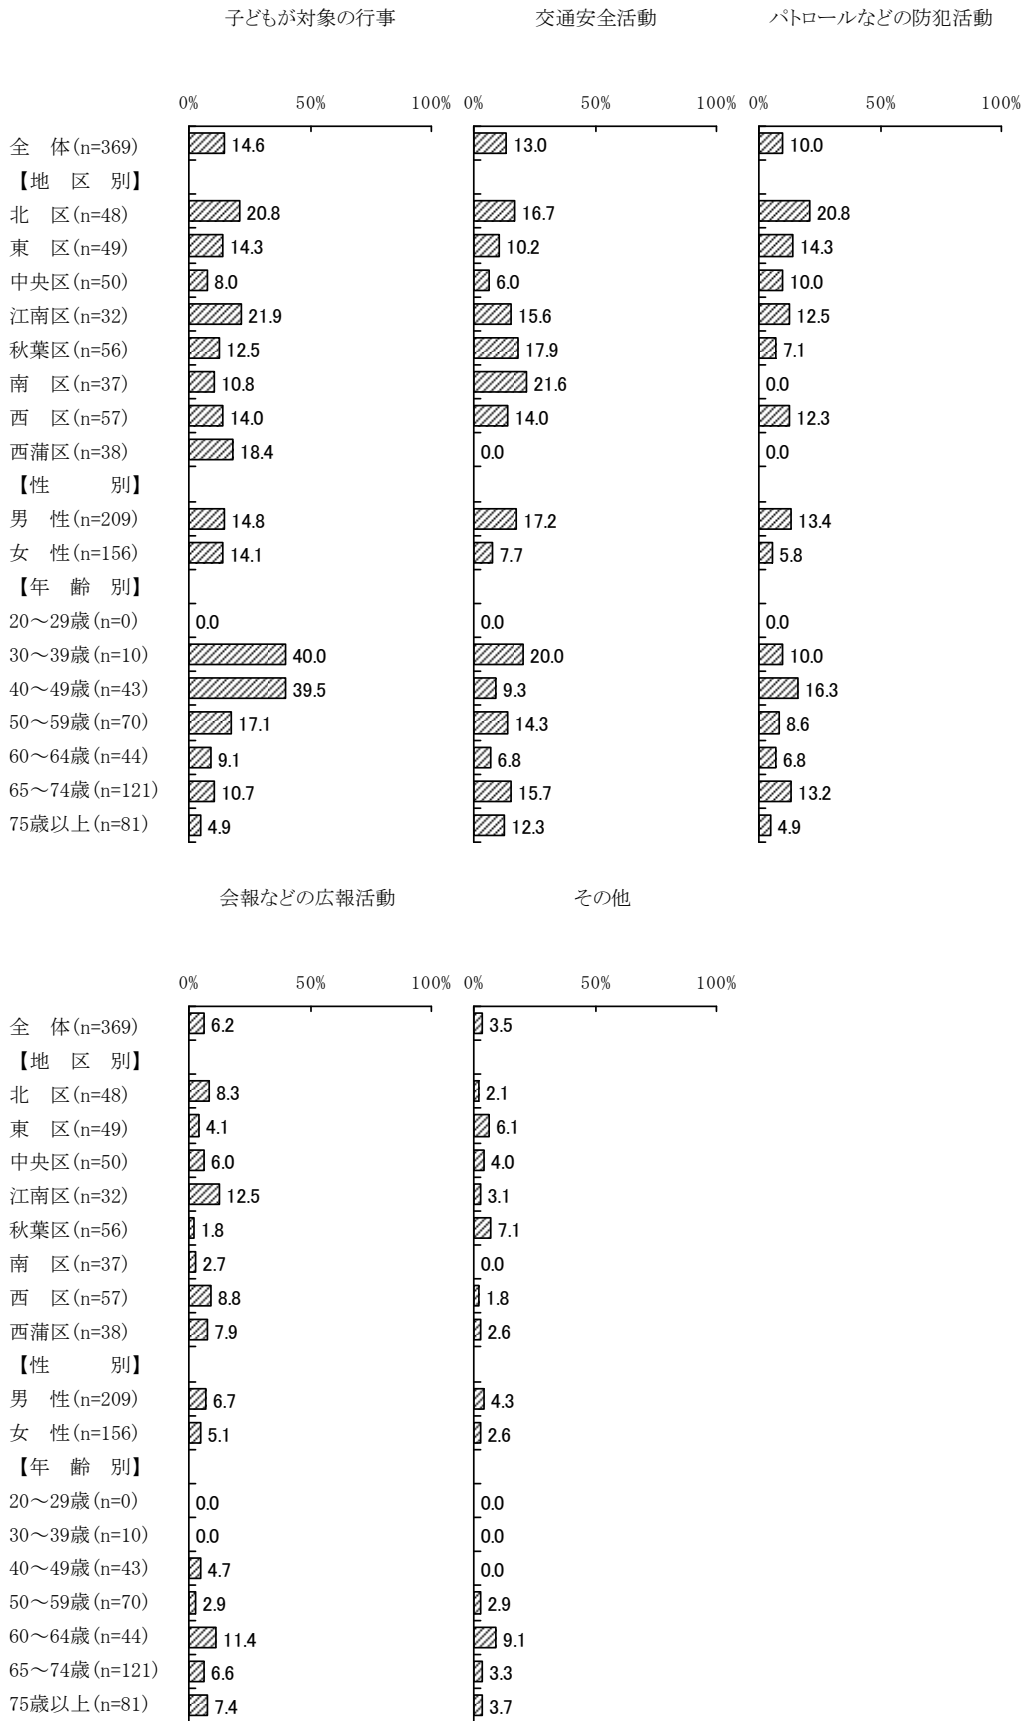 子どもが対象の行事 交通安全活動 パトロールなどの防犯活動
0% 50% 100% 0% 50% 100% 0% 50% 100%
全 体(n=369) 14.6 13.0 10.0
【地 区 別】
北 区(n=48) 20.8 16.7 20.8
東 区(n=49) 14.3 10.2 14.3
中央区(n=50) 8.0 6.0 10.0
江南区(n=32) 21.9 15.6 12.5
秋葉区(n=56) 12.5 17.9 7.1
南 区(n=37) 10.8 21.6 0.0
西 区(n=57) 14.0 14.0 12.3
西蒲区(n=38) 18.4 0.0 0.0
【性 別】
男 性(n=209) 14.8 17.2 13.4
女 性(n=156) 14.1 7.7 5.8
【年 齢 別】
20～29歳(n=0) 0.0 0.0 0.0
30～39歳(n=10) 40.0 20.0 10.0
40～49歳(n=43) 39.5 9.3 16.3
50～59歳(n=70) 17.1 14.3 8.6
60～64歳(n=44) 9.1 6.8 6.8
65～74歳(n=121) 10.7 15.7 13.2
75歳以上(n=81) 4.9 12.3 4.9
会報などの広報活動 その他
0% 50% 100% 0% 50% 100%
全 体(n=369) 6.2 3.5
【地 区 別】
北 区(n=48) 8.3 2.1
東 区(n=49) 4.1 6.1
中央区(n=50) 6.0 4.0
江南区(n=32) 12.5 3.1
秋葉区(n=56) 1.8 7.1
南 区(n=37) 2.7 0.0
西 区(n=57) 8.8 1.8
西蒲区(n=38) 7.9 2.6
【性 別】
男 性(n=209) 6.7 4.3
女 性(n=156) 5.1 2.6
【年 齢 別】
20～29歳(n=0) 0.0 0.0
30～39歳(n=10) 0.0 0.0
40～49歳(n=43) 4.7 0.0
50～59歳(n=70) 2.9 2.9
60～64歳(n=44) 11.4 9.1
65～74歳(n=121) 6.6 3.3
75歳以上(n=81) 7.4 3.7